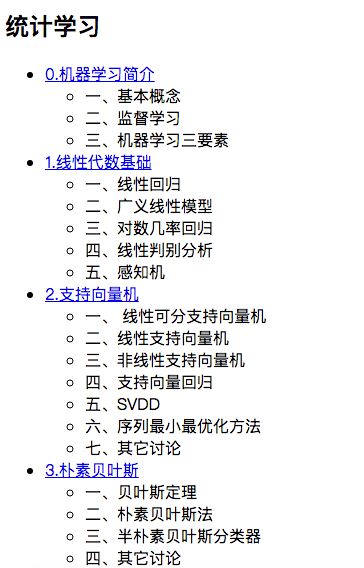 统计学习
0.机器学习简介
一、基本概念
二、监督学习
三、机器学习三要素
1.线性代数基础
一、线性回归
二、广义线性模型
三、对数几率回归
四、线性判别分析
五、感知机
2.支持向量机
一、 线性可分支持向量机
二、线性支持向量机
三、非线性支持向量机
四、支持向量回归
五、SVDD
六、序列最小最优化方法
七、其它讨论
3.朴素贝叶斯
一、贝叶斯定理
二、朴素贝叶斯法
三、半朴素贝叶斯分类器
四、其它讨论